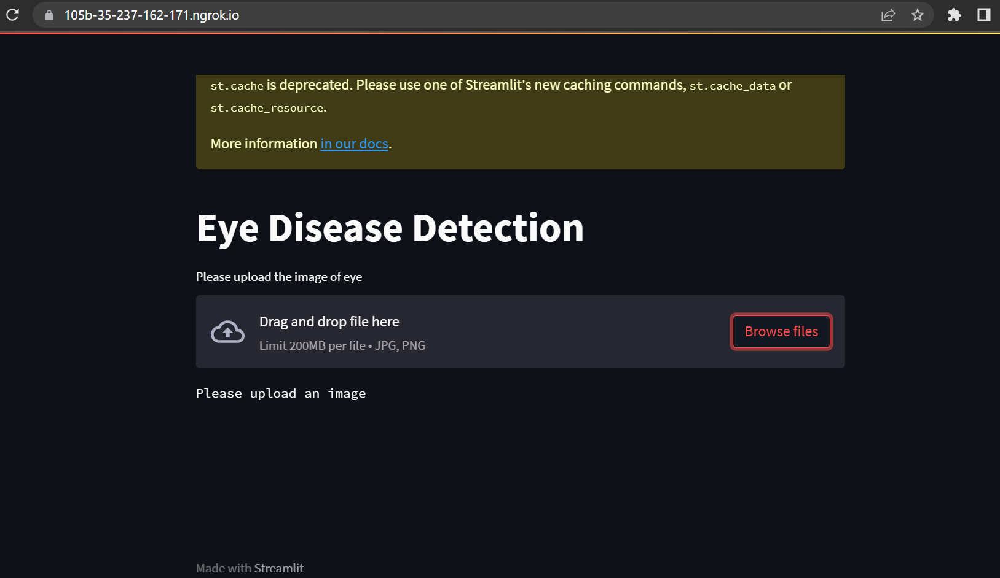 105b-35-237-162-171.ngrok.io
st.cache is deprecated. Please use one of Streamlit's new caching commands, st.cache_data or
st.cache_resource.
More information in our docs.
Eye Disease Detection
Please upload the image of eye
Drag and drop file here
Limit 200MB per file • JPG, PNG
Browse files
Please upload an image
Made with Streamlit